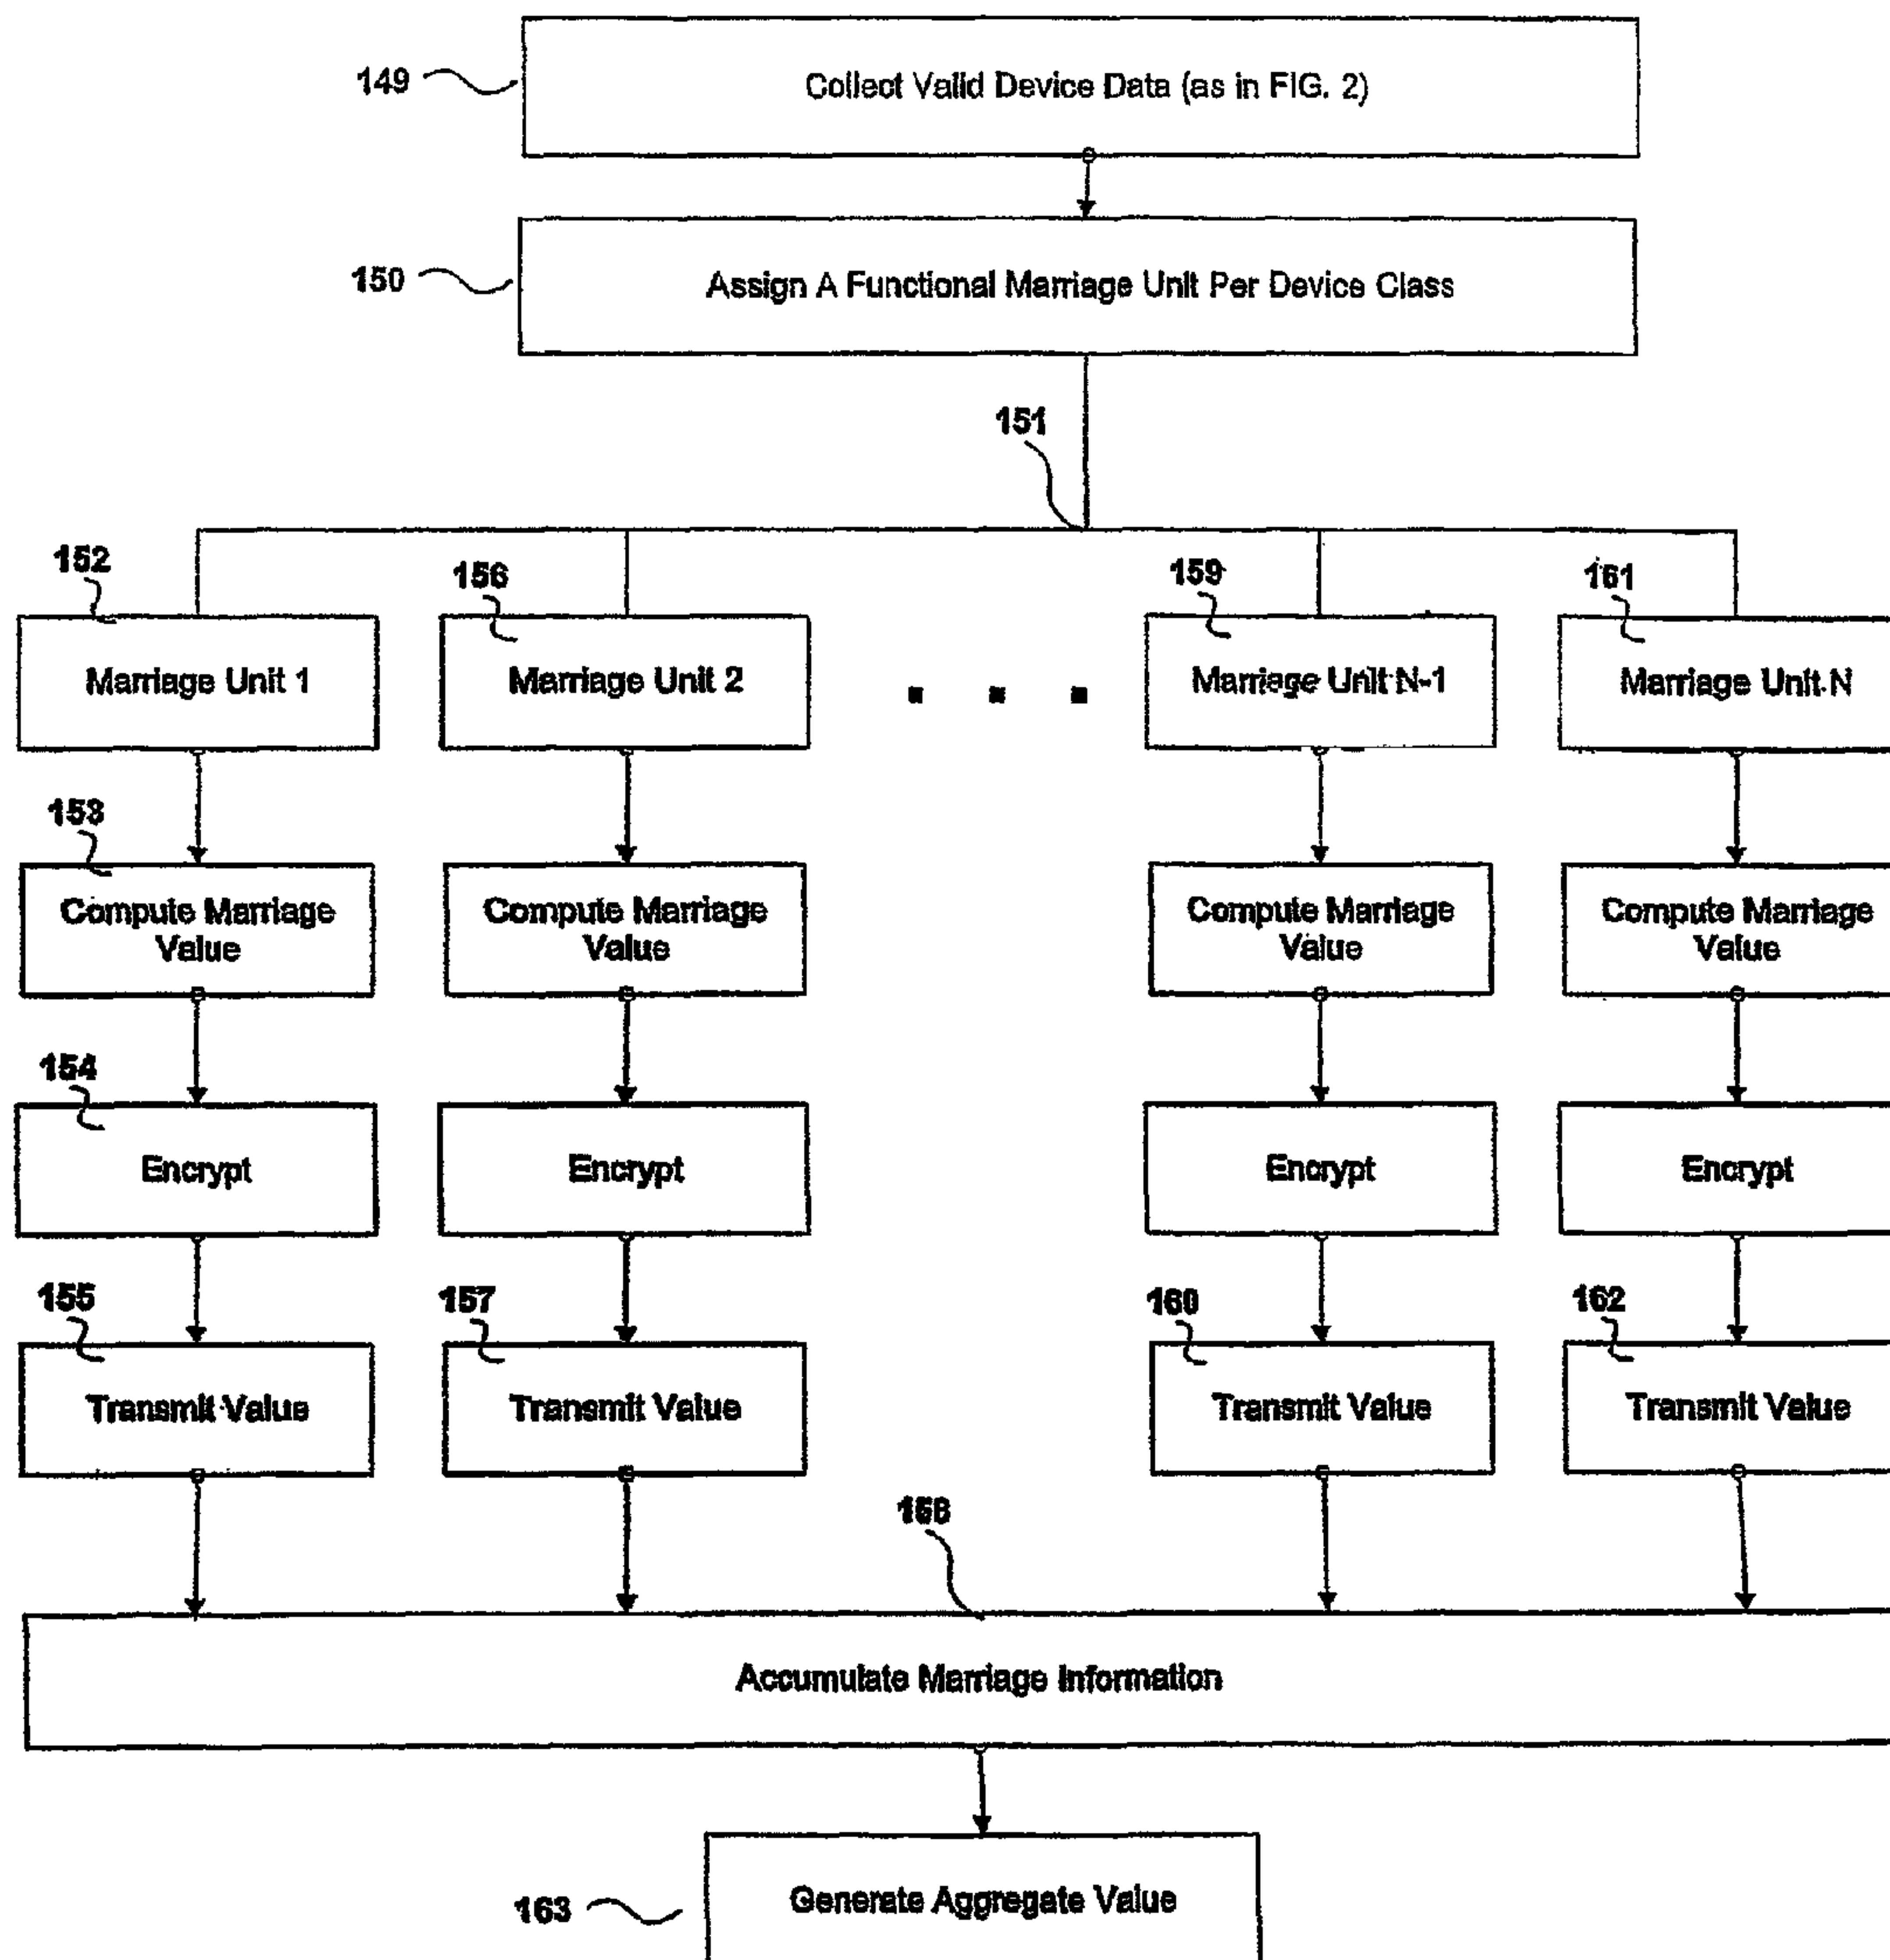 149
Collect Valid Device Data (as in FIG. 2)
150
Assign A Functional Marriage Unit Per Device Class
151
152
156
159
161
Marriage Unit 1
Marriage Unit 2
. . .
Marriage Unit N-1
Marriage Unit N
153
Compute Marriage
Value
Compute Marriage
Value
Compute Marriage
Value
Compute Marriage
Value
154
Encrypt
Encrypt
Encrypt
Encrypt
155
157
160
162
Transmit Value
Transmit Value
Transmit Value
Transmit Value
158
Accumulate Marriage Information
163
Generate Aggregate Value